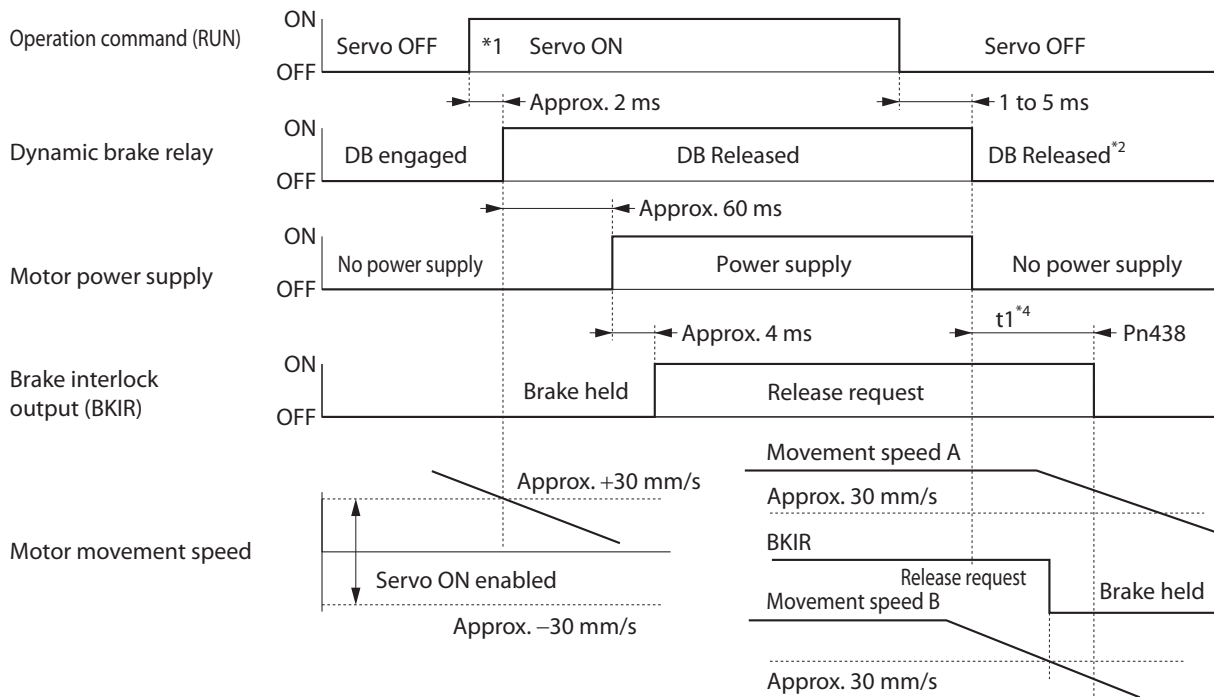 Operation command (RUN)
ON
OFF
Servo OFF
*1
Servo ON
Servo OFF
Approx. 2 ms
1 to 5 ms
Dynamic brake relay
ON
OFF
DB engaged
DB Released
DB Released*2
Approx. 60 ms
Motor power supply
ON
OFF
No power supply
Power supply
No power supply
Approx. 4 ms
t1*4
Pn438
Brake interlock
output (BKIR)
ON
OFF
Brake held
Release request
Motor movement speed
Approx. +30 mm/s
Servo ON enabled
Approx. −30 mm/s
Movement speed A
Approx. 30 mm/s
BKIR
Release request
Brake held
Movement speed B
Approx. 30 mm/s